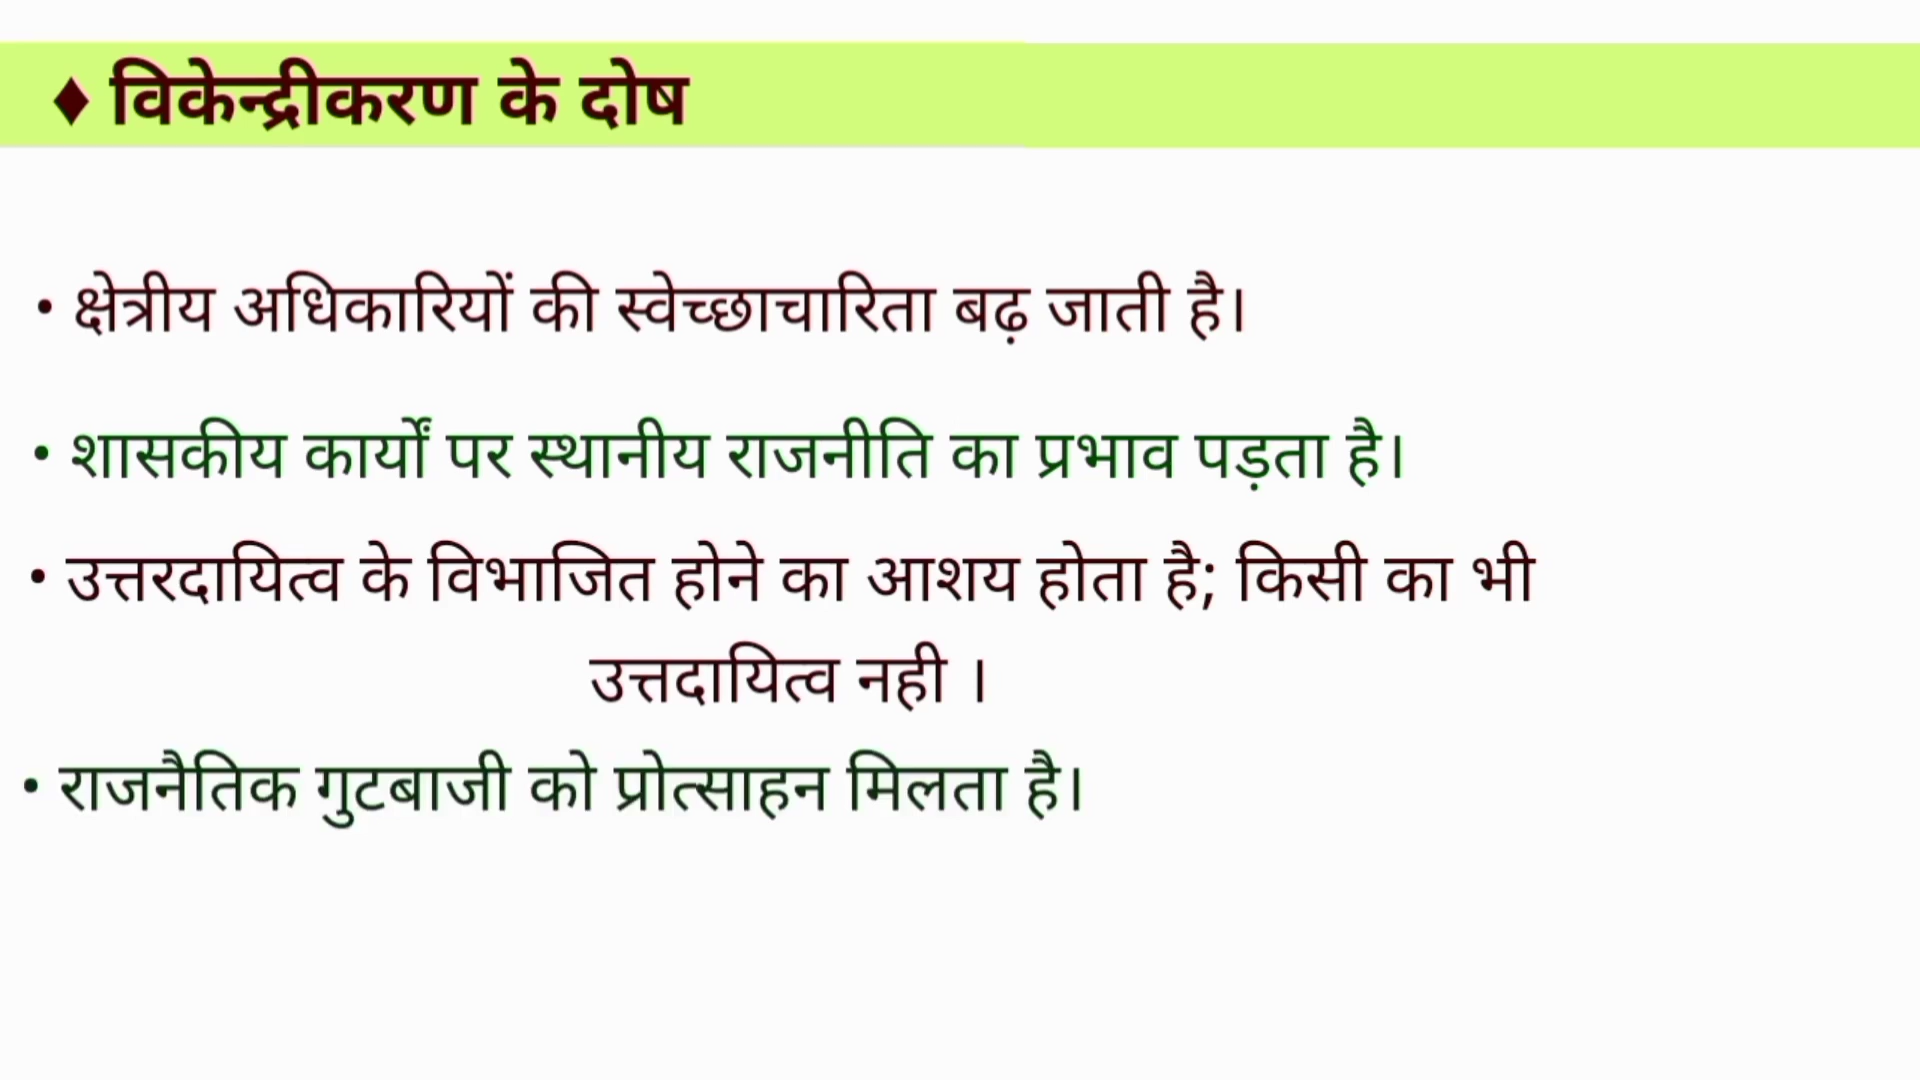 ♦ विकेन्द्रीकरण के दोष
• क्षेत्रीय अधिकारियों की स्वेच्छाचारिता बढ़ जाती है।
• शासकीय कार्यों पर स्थानीय राजनीति का प्रभाव पड़ता है।
• उत्तरदायित्व के विभाजित होने का आशय होता है; किसी का भी
उत्तदायित्व नही ।
• राजनैतिक गुटबाजी को प्रोत्साहन मिलता है।